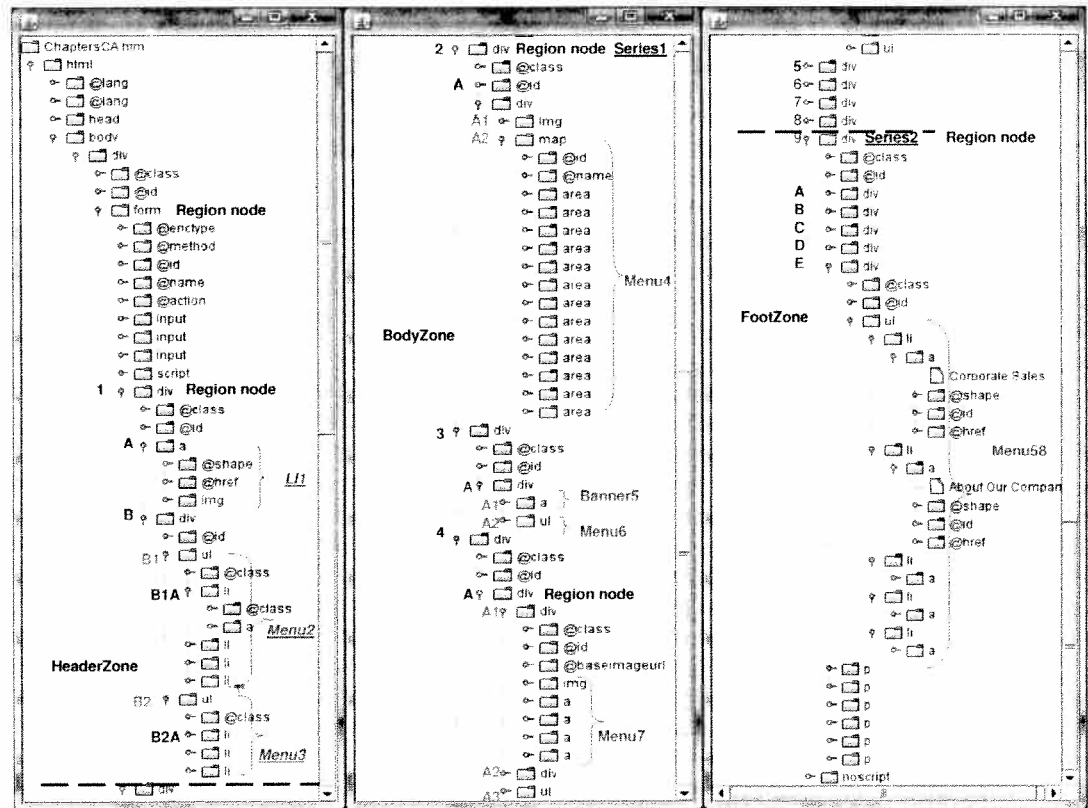 ChaptersCA.htm
html
@lang
@lang
head
body
div
@class
@id
form Region node
@enctype
@method
@id
@name
@action
input
input
input
script
1 div Region node
@class
@id
A a
@shape
@href
img
LI1
B div
@id
B1 ul
@class
B1A li
@class
a
Menu2
li
li
HeaderZone
li
B2 ul
@class
B2A li
li
Menu3
li
div
2 div Region node Series1
@class
A @id
div
A1 img
A2 map
@id
@name
area
area
area
area
area
Menu4
area
area
area
BodyZone
area
area
area
area
area
3 div
@class
@id
A div
A1 a
Banner5
A2 ul
Menu6
4 div
@class
@id
A div Region node
A1 div
@class
@id
@baseimageurl
img
a
a
a
Menu7
a
A2 div
A3 ul
ul
5 div
6 div
7 div
8 div
9 div Series2 Region node
@class
@id
A div
B div
C div
D div
E div
@class
@id
FootZone
ul
li
a
Corporate Sales
@shape
@id
@href
li
Menu58
a
About Our Compan
@shape
@id
@href
li
a
li
a
li
a
p
p
p
p
p
p
noscript